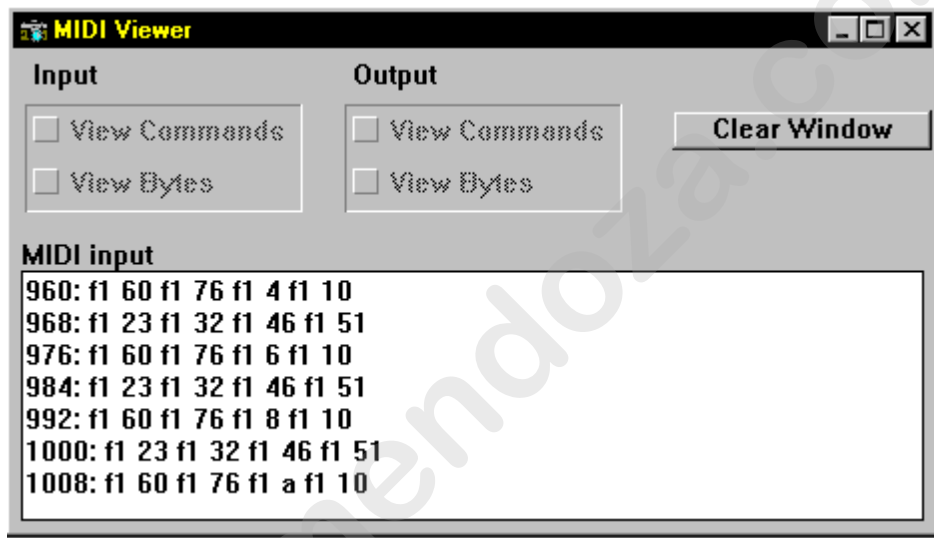 MIDI Viewer
Input Output
View Commands View Commands Clear Window
View Bytes View Bytes
MIDI input
960: f1 60 f1 76 f1 4 f1 10
968: f1 23 f1 32 f1 46 f1 51
976: f1 60 f1 76 f1 6 f1 10
984: f1 23 f1 32 f1 46 f1 51
992: f1 60 f1 76 f1 8 f1 10
1000: f1 23 f1 32 f1 46 f1 51
1008: f1 60 f1 76 f1 a f1 10